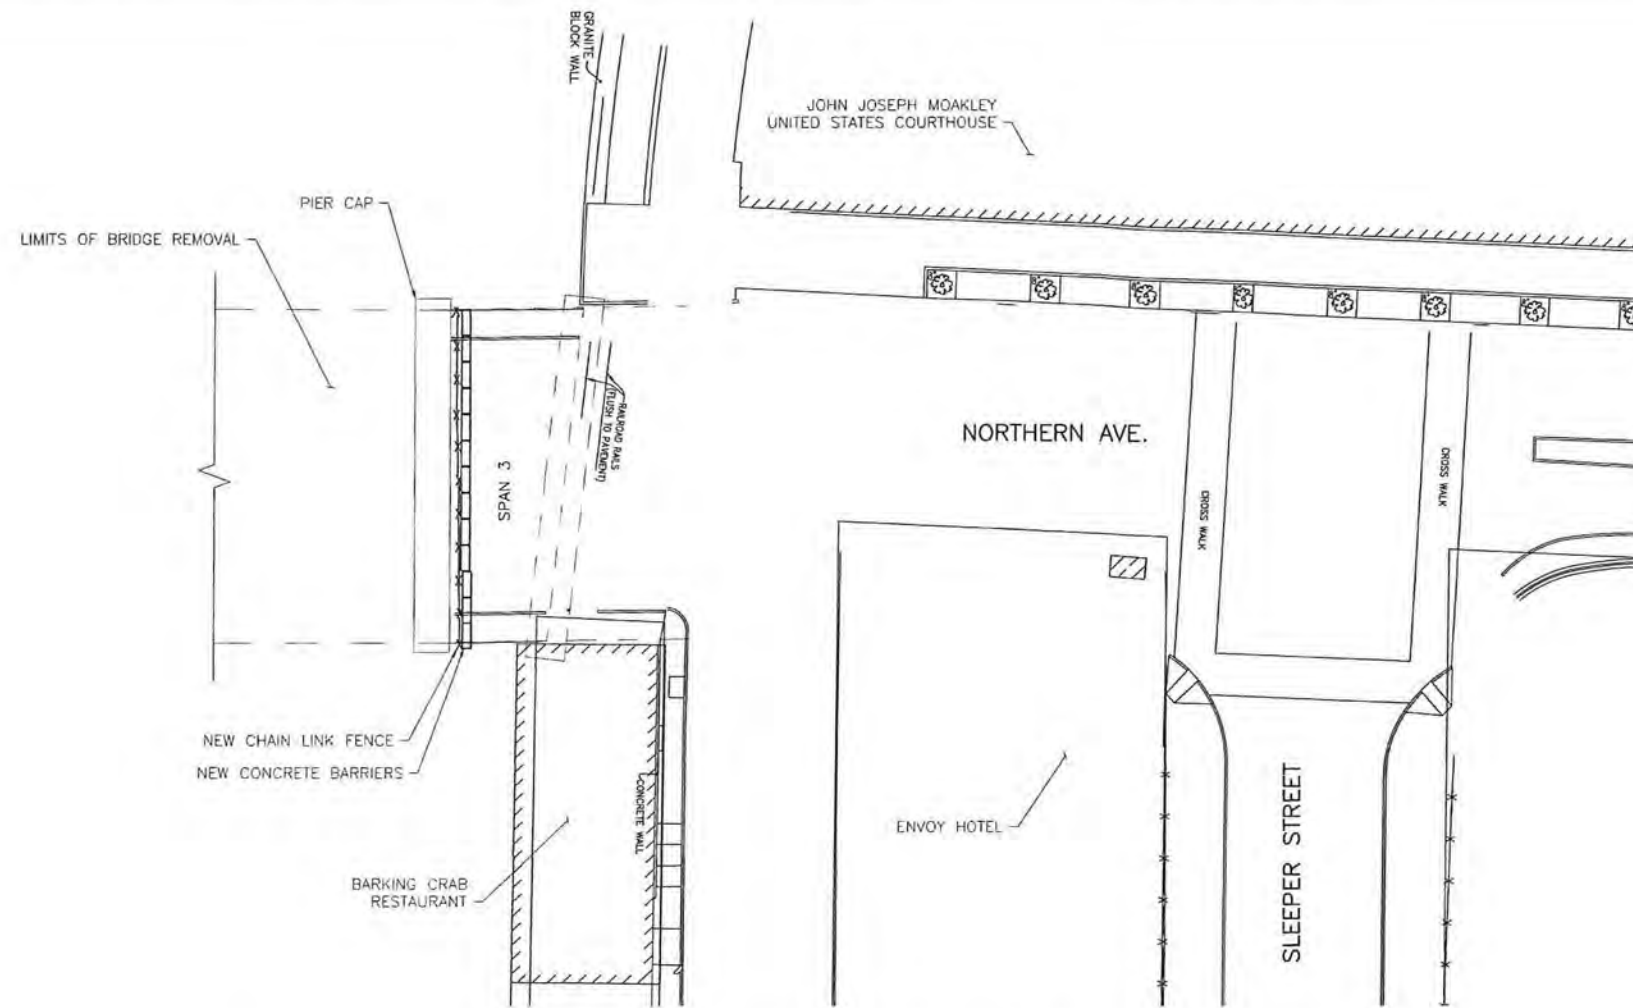 GRANITE
BLOCK WALL
JOHN JOSEPH MOAKLEY
UNITED STATES COURTHOUSE
PIER CAP
LIMITS OF BRIDGE REMOVAL
RAILROAD RAILS
(FLUSH TO PAVEMENT)
SPAN 3
NORTHERN AVE.
CROSS WALK
CROSS WALK
NEW CHAIN LINK FENCE
NEW CONCRETE BARRIERS
CONCRETE WALL
ENVOY HOTEL
SLEEPER STREET
BARKING CRAB
RESTAURANT